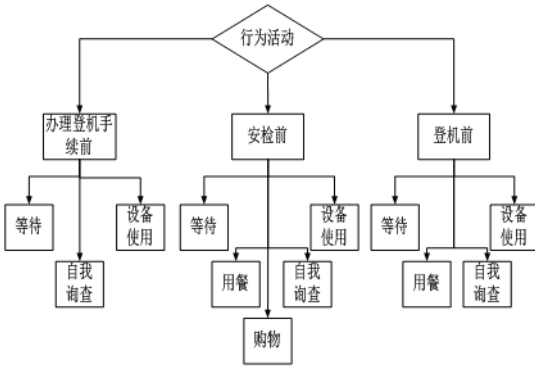 行为活动
办理登机手
续前
安检前
登机前
等待
设备
使用
等待
设备
使用
等待
设备
使用
自我
询查
用餐
自我
询查
用餐
自我
询查
购物